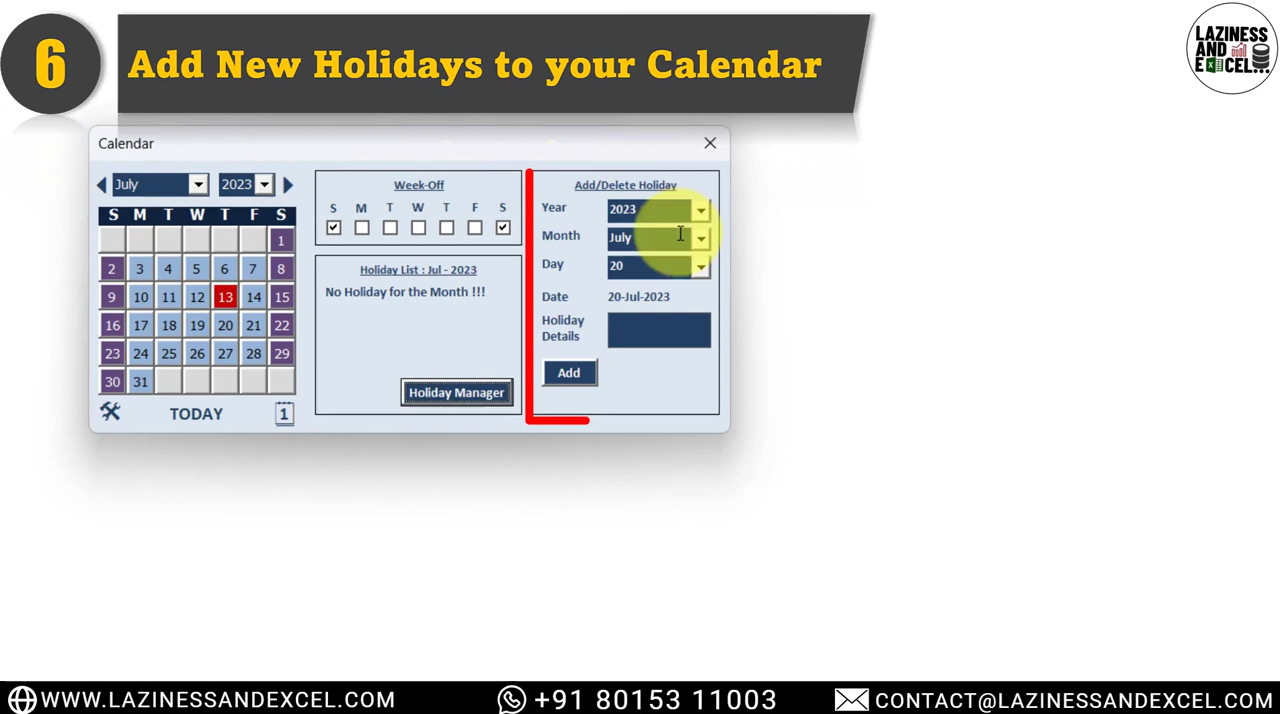 6
Add New Holidays to your Calendar
LAZINESS
AND
EXCEL...
Calendar
July 2023
S M T W T F S
1
2 3 4 5 6 7 8
9 10 11 12 13 14 15
16 17 18 19 20 21 22
23 24 25 26 27 28 29
30 31
TODAY 1
Week-Off
S M T W T F S
Holiday List : Jul - 2023
No Holiday for the Month !!!
Holiday Manager
Add/Delete Holiday
Year 2023
Month July
Day 20
Date 20-Jul-2023
Holiday
Details
Add
WWW.LAZINESSANDEXCEL.COM +91 80153 11003 CONTACT@LAZINESSANDEXCEL.COM